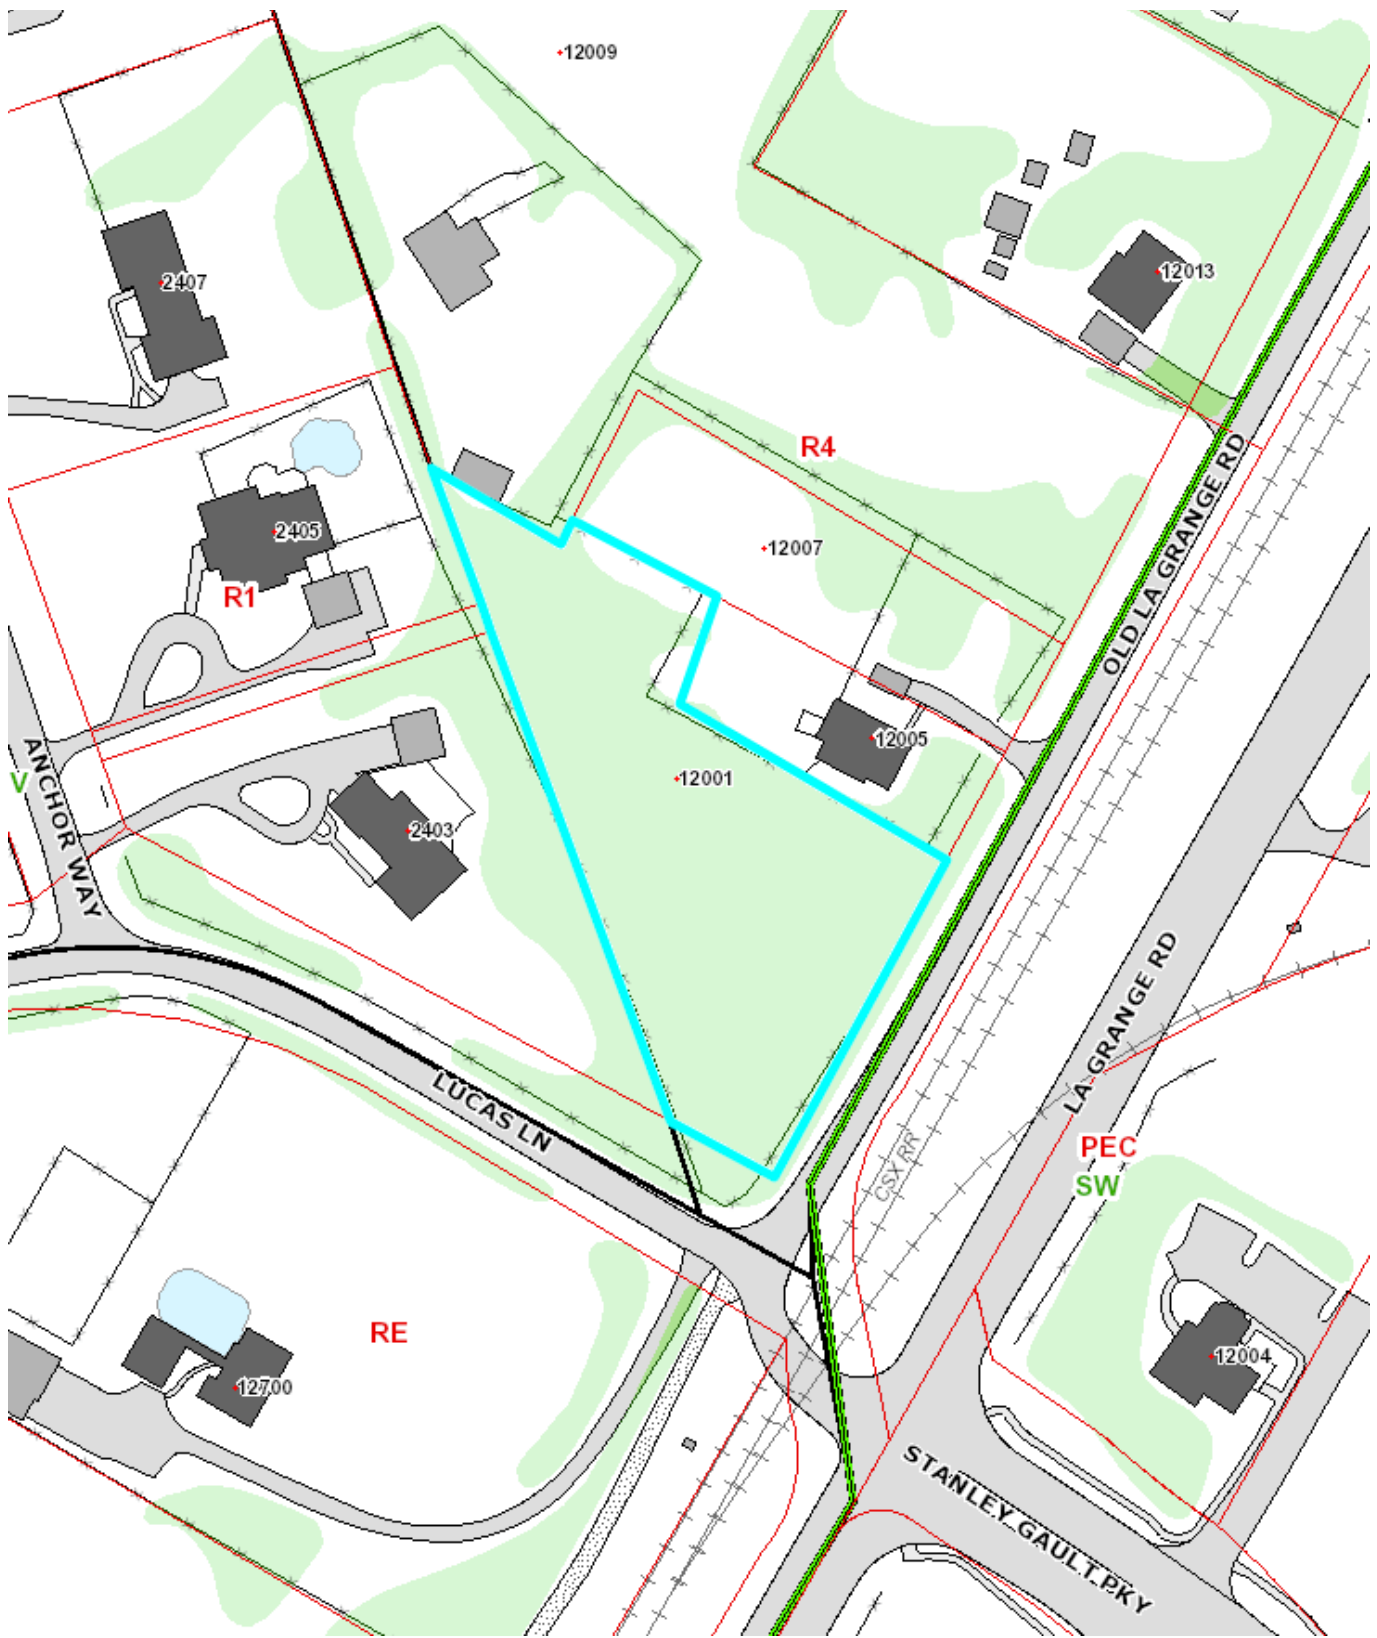 12009
2407
12013
R4
OLD LA GRANGE RD
2405
12007
R1
12005
V
ANCHOR WAY
12001
2403
LA GRANGE RD
LUCAS LN
CSX RR
PEC
SW
RE
12700
12004
STANLEY GAULT PKY